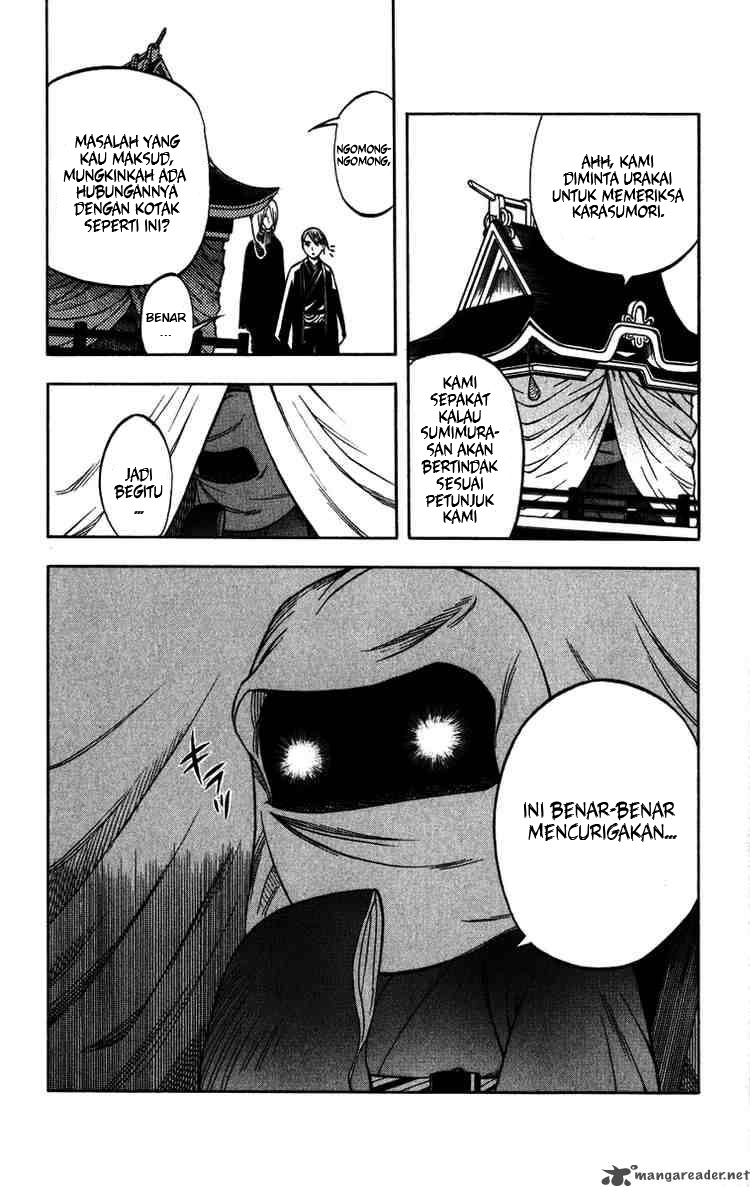 AHH, KAMI
DIMINTA URAKAI
UNTUK MEMERIKSA
KARASUMORI.
KAMI
SEPAKAT
KALAU
SUMIMURA-
SAN AKAN
BERTINDAK
SESUAI
PETUNJUK
KAMI
NGOMONG-
NGOMONG,
MASALAH YANG
KAU MAKSUD,
MUNGKINKAH ADA
HUBUNGANNYA
DENGAN KOTAK
SEPERTI INI?
BENAR
...
JADI
BEGITU
...
キラッ
INI BENAR-BENAR
MENCURIGAKAN...
mangareader.net